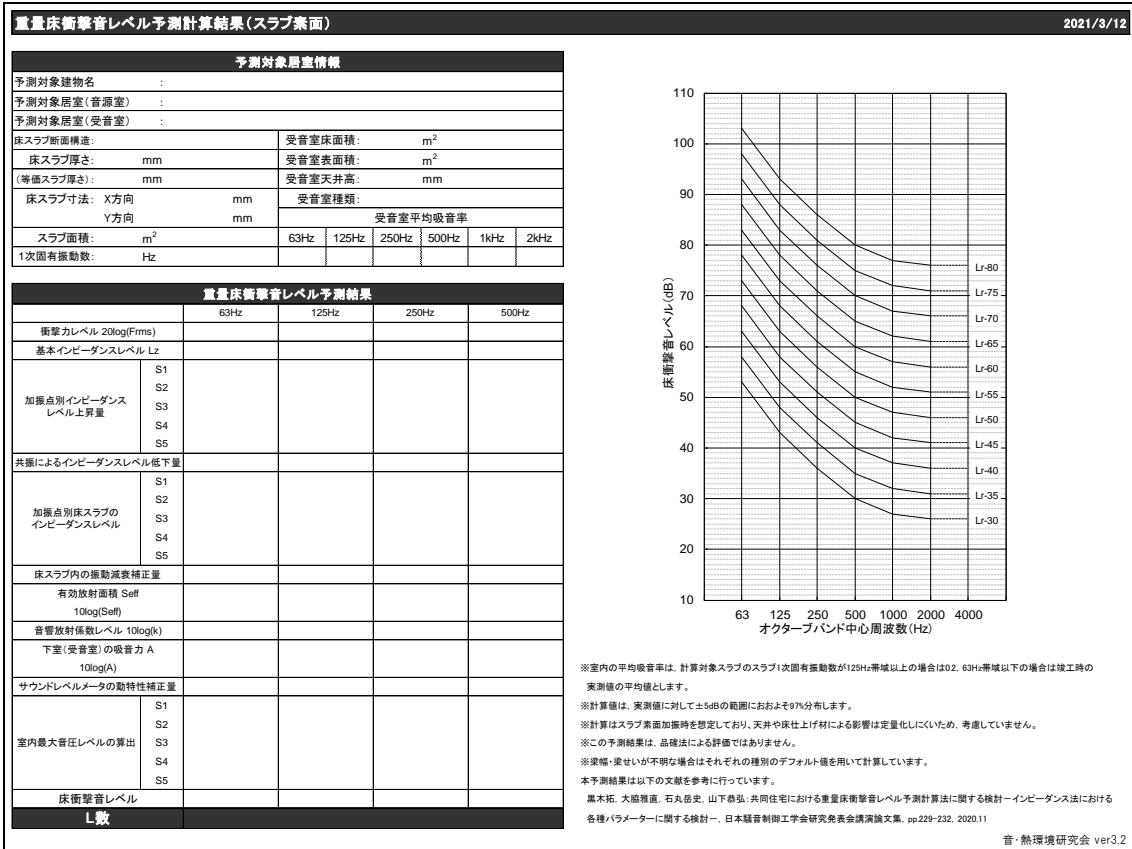 重量床衝撃音レベル予測計算結果(スラブ素面) 2021/3/12
予測対象居室情報
予測対象建物名 :
予測対象居室(音源室) :
予測対象居室(受音室) :
床スラブ断面構造: 受音室床面積: m²
床スラブ厚さ: mm 受音室表面積: m²
(等価スラブ厚さ): mm 受音室天井高: mm
床スラブ寸法: X方向 mm 受音室種類:
Y方向 mm 受音室平均吸音率
スラブ面積: m² 63Hz 125Hz 250Hz 500Hz 1kHz 2kHz
1次固有振動数: Hz
重量床衝撃音レベル予測結果
63Hz 125Hz 250Hz 500Hz
衝撃力レベル 20log(Frms)
基本インピーダンスレベル Lz
加振点別インピーダンス
レベル上昇量
S1
S2
S3
S4
S5
共振によるインピーダンスレベル低下量
加振点別床スラブの
インピーダンスレベル
S1
S2
S3
S4
S5
床スラブ内の振動減衰補正量
有効放射面積 Seff
10log(Seff)
音響放射係数レベル 10log(k)
下室(受音室)の吸音力 A
10log(A)
サウンドレベルメータの動特性補正量
室内最大音圧レベルの算出
S1
S2
S3
S4
S5
床衝撃音レベル
L数
床衝撃音レベル(dB)
110
100
90
80
70
60
50
40
30
20
10
Lr-80
Lr-75
Lr-70
Lr-65
Lr-60
Lr-55
Lr-50
Lr-45
Lr-40
Lr-35
Lr-30
63 125 250 500 1000 2000 4000
オクターブバンド中心周波数(Hz)
※室内の平均吸音率は, 計算対象スラブのスラブ1次固有振動数が125Hz帯域以上の場合は0.2, 63Hz帯域以下の場合は竣工時の
実測値の平均値とします。
※計算値は, 実測値に対して±5dBの範囲におおよそ97%分布します。
※計算はスラブ素面加振時を想定しており、天井や床仕上げ材による影響は定量化しにくいため, 考慮していません。
※この予測結果は, 品確法による評価ではありません。
※梁幅・梁せいが不明な場合はそれぞれの種別のデフォルト値を用いて計算しています。
本予測結果は以下の文献を参考に行っています。
黒木拓, 大脇雅直, 石丸岳史, 山下恭弘: 共同住宅における重量床衝撃音レベル予測計算法に関する検討-インピーダンス法における
各種パラメーターに関する検討-, 日本騒音制御工学会研究発表会講演論文集, pp.229-232, 2020.11
音・熱環境研究会 ver3.2